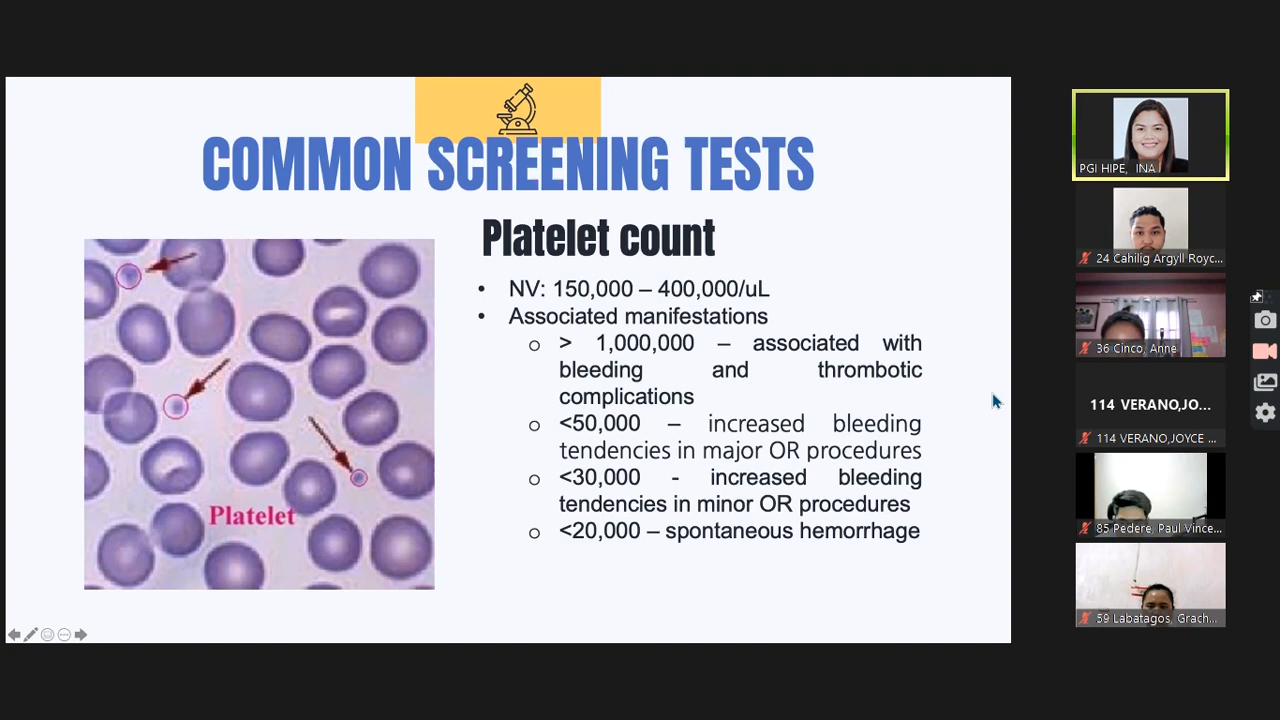 COMMON SCREENING TESTS
Platelet count
• NV: 150,000 – 400,000/uL
• Associated manifestations
o > 1,000,000 – associated with
bleeding and thrombotic
complications
o <50,000 – increased bleeding
tendencies in major OR procedures
o <30,000 - increased bleeding
tendencies in minor OR procedures
o <20,000 – spontaneous hemorrhage
Platelet
PGI HIPE, INA
24 Cahilig Argyll Royc...
36 Cinco, Anne
114 VERANO,JO...
114 VERANO,JOYCE ...
85 Pedere, Paul Vince...
59 Labatagos, Grach...